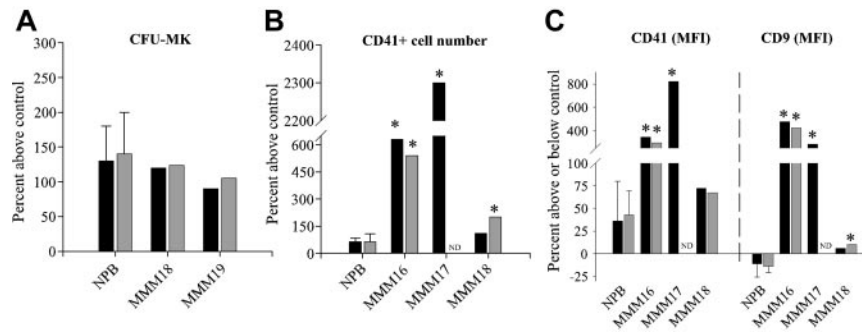 A
CFU-MK
Percent above control
300
250
200
150
100
50
0
NPB
MMM18
MMM19
B
CD41+ cell number
Percent above control
2400
2300
2200
600
450
300
150
0
*
*
*
ND
*
NPB
MMM16
MMM17
MMM18
C
CD41 (MFI)
CD9 (MFI)
Percent above or below control
800
600
400
200
100
75
50
25
0
-25
*
*
*
ND
*
*
*
ND
*
NPB
MMM16
MMM17
MMM18
NPB
MMM16
MMM17
MMM18